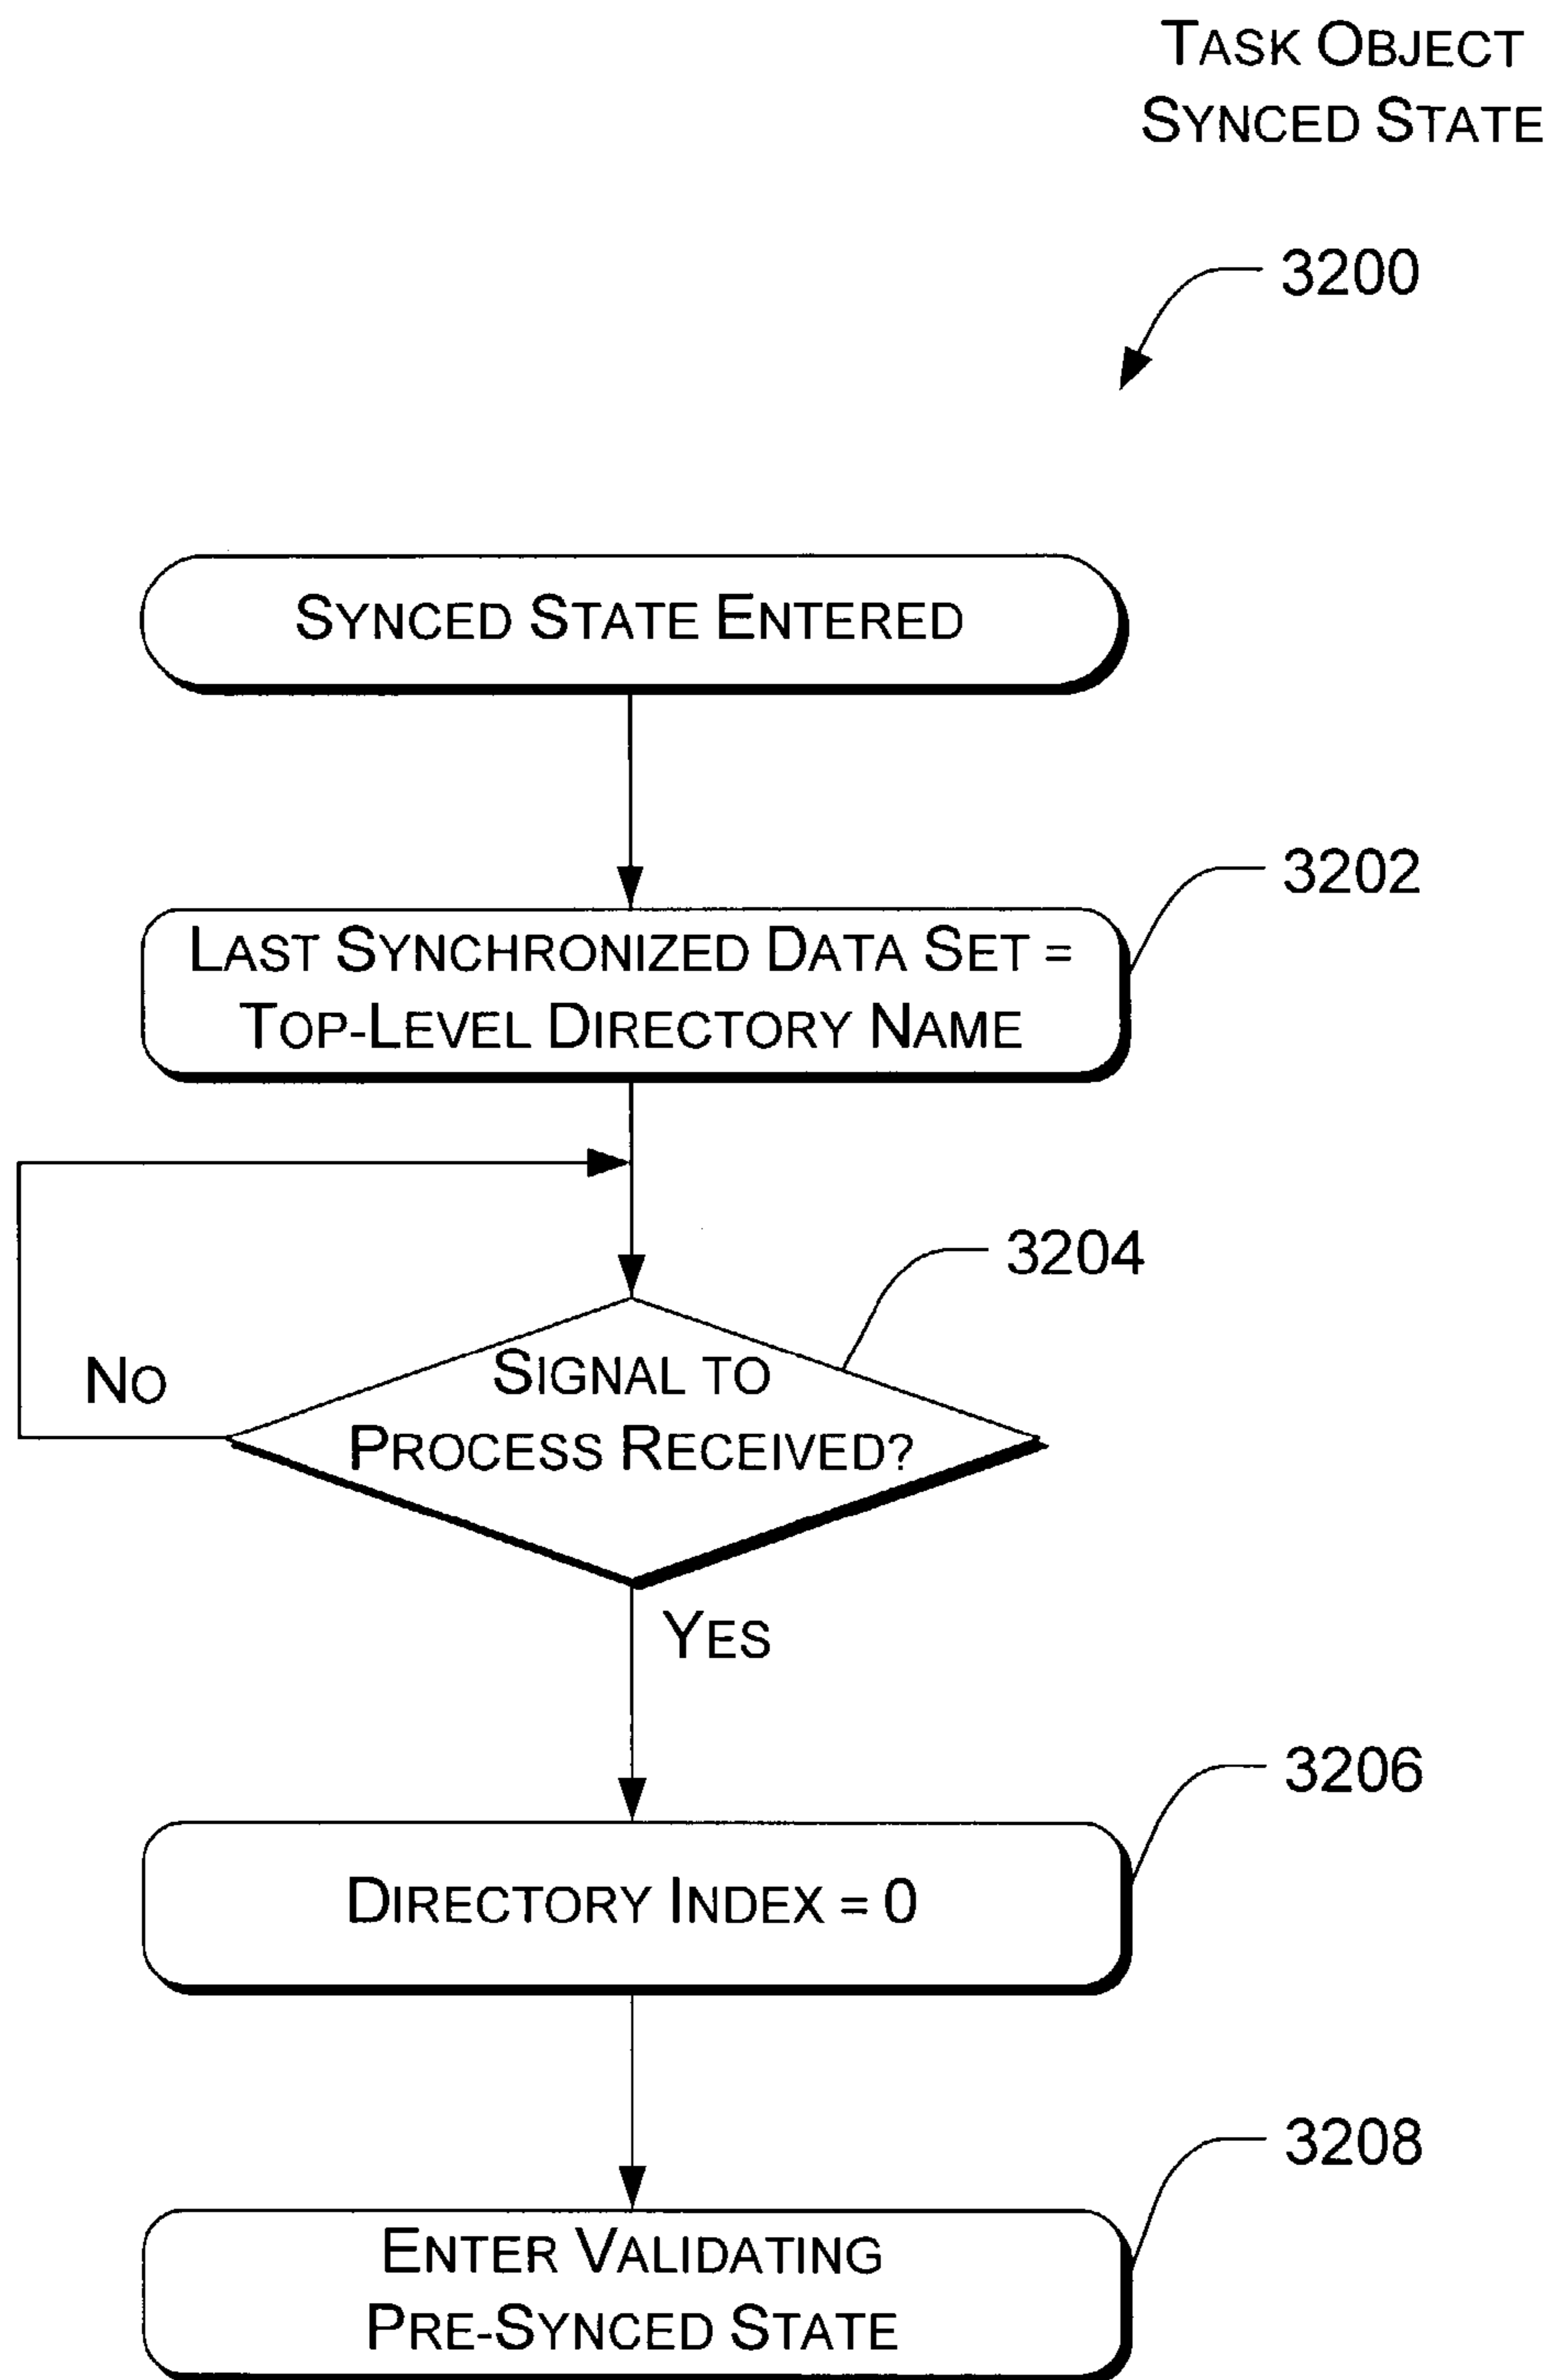 TASK OBJECT
SYNCED STATE
3200
SYNCED STATE ENTERED
3202
LAST SYNCHRONIZED DATA SET =
TOP-LEVEL DIRECTORY NAME
3204
NO
SIGNAL TO
PROCESS RECEIVED?
YES
3206
DIRECTORY INDEX = 0
3208
ENTER VALIDATING
PRE-SYNCED STATE